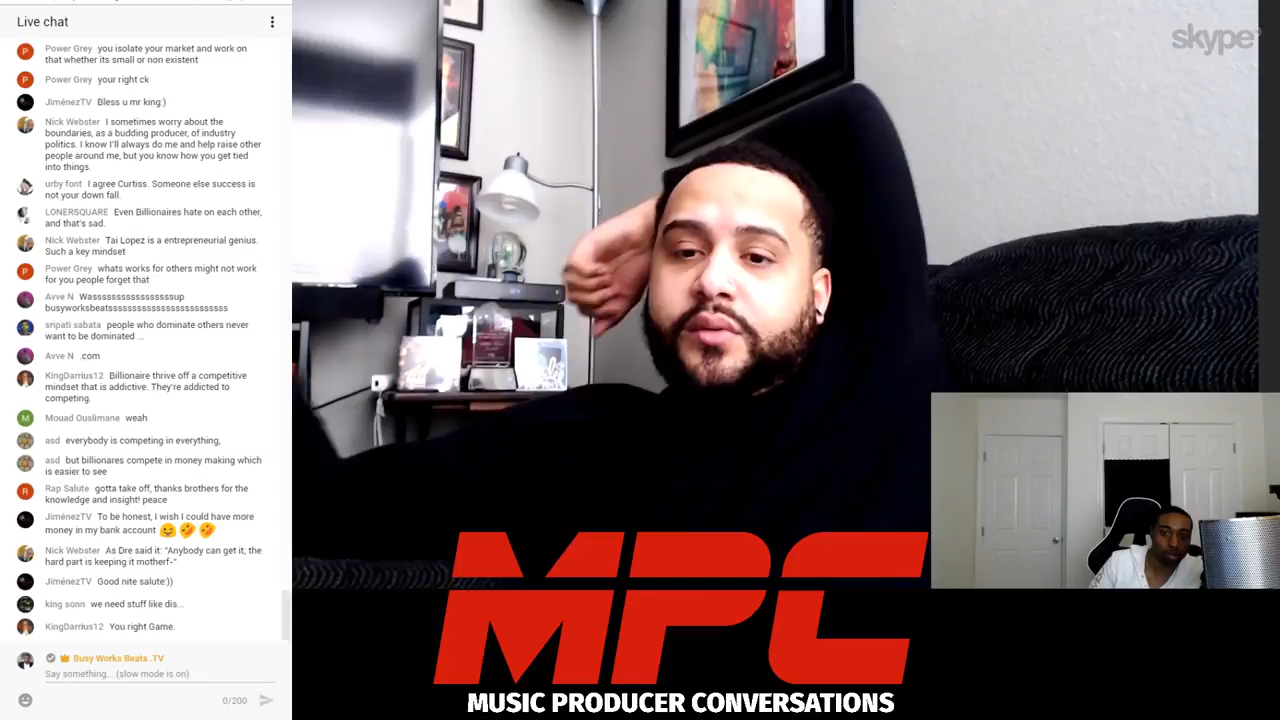 Live chat
Power Grey you isolate your market and work on
that whether its small or non existent
Power Grey your right ck
JiménezTV Bless u mr king:)
Nick Webster I sometimes worry about the
boundaries, as a budding producer, of industry
politics. I know I'll always do me and help raise other
people around me, but you know how you get tied
into things.
urby font I agree Curtiss. Someone else success is
not your down fall.
LONERSQUARE Even Billionaires hate on each other,
and that's sad.
Nick Webster Tai Lopez is a entrepreneurial genius.
Such a key mindset
Power Grey whats works for others might not work
for you people forget that
Avve N Wasssssssssssssssssup
busyworksbeatsssssssssssssssssssssssss
sripati sabata people who dominate others never
want to be dominated ...
Avve N .com
KingDarrius12 Billionaire thrive off a competitive
mindset that is addictive. They're addicted to
competing.
Mouad Ouslimane weah
asd everybody is competing in everything,
asd but billionares compete in money making which
is easier to see
Rap Salute gotta take off, thanks brothers for the
knowledge and insight! peace
JiménezTV To be honest, I wish I could have more
money in my bank account
Nick Webster As Dre said it: "Anybody can get it; the
hard part is keeping it motherf-"
JiménezTV Good nite salute:))
king sonn we need stuff like dis...
KingDarrius12 You right Game.
Busy Works Beats .TV
Say something... (slow mode is on)
0/200
skype
MPC
MUSIC PRODUCER CONVERSATIONS